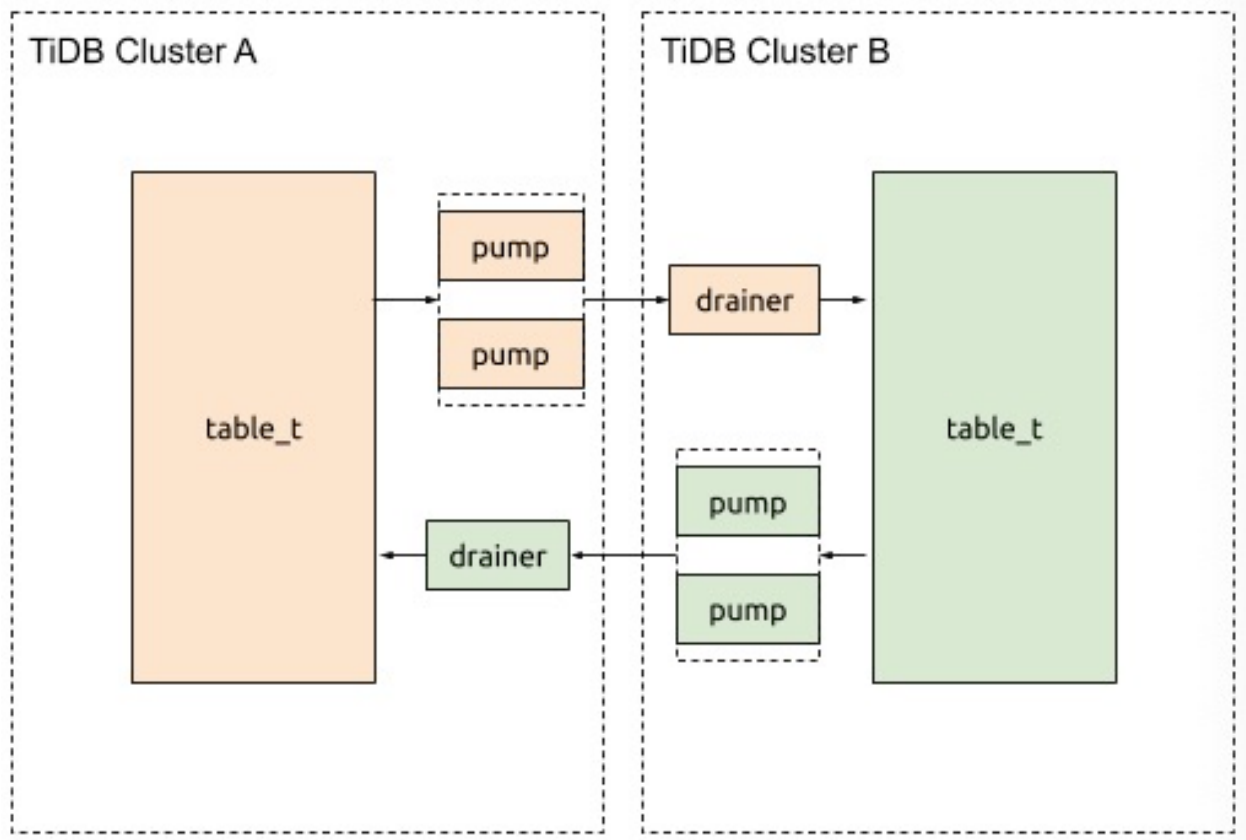 TiDB Cluster A
TiDB Cluster B
table_t
pump
pump
drainer
drainer
pump
pump
table_t